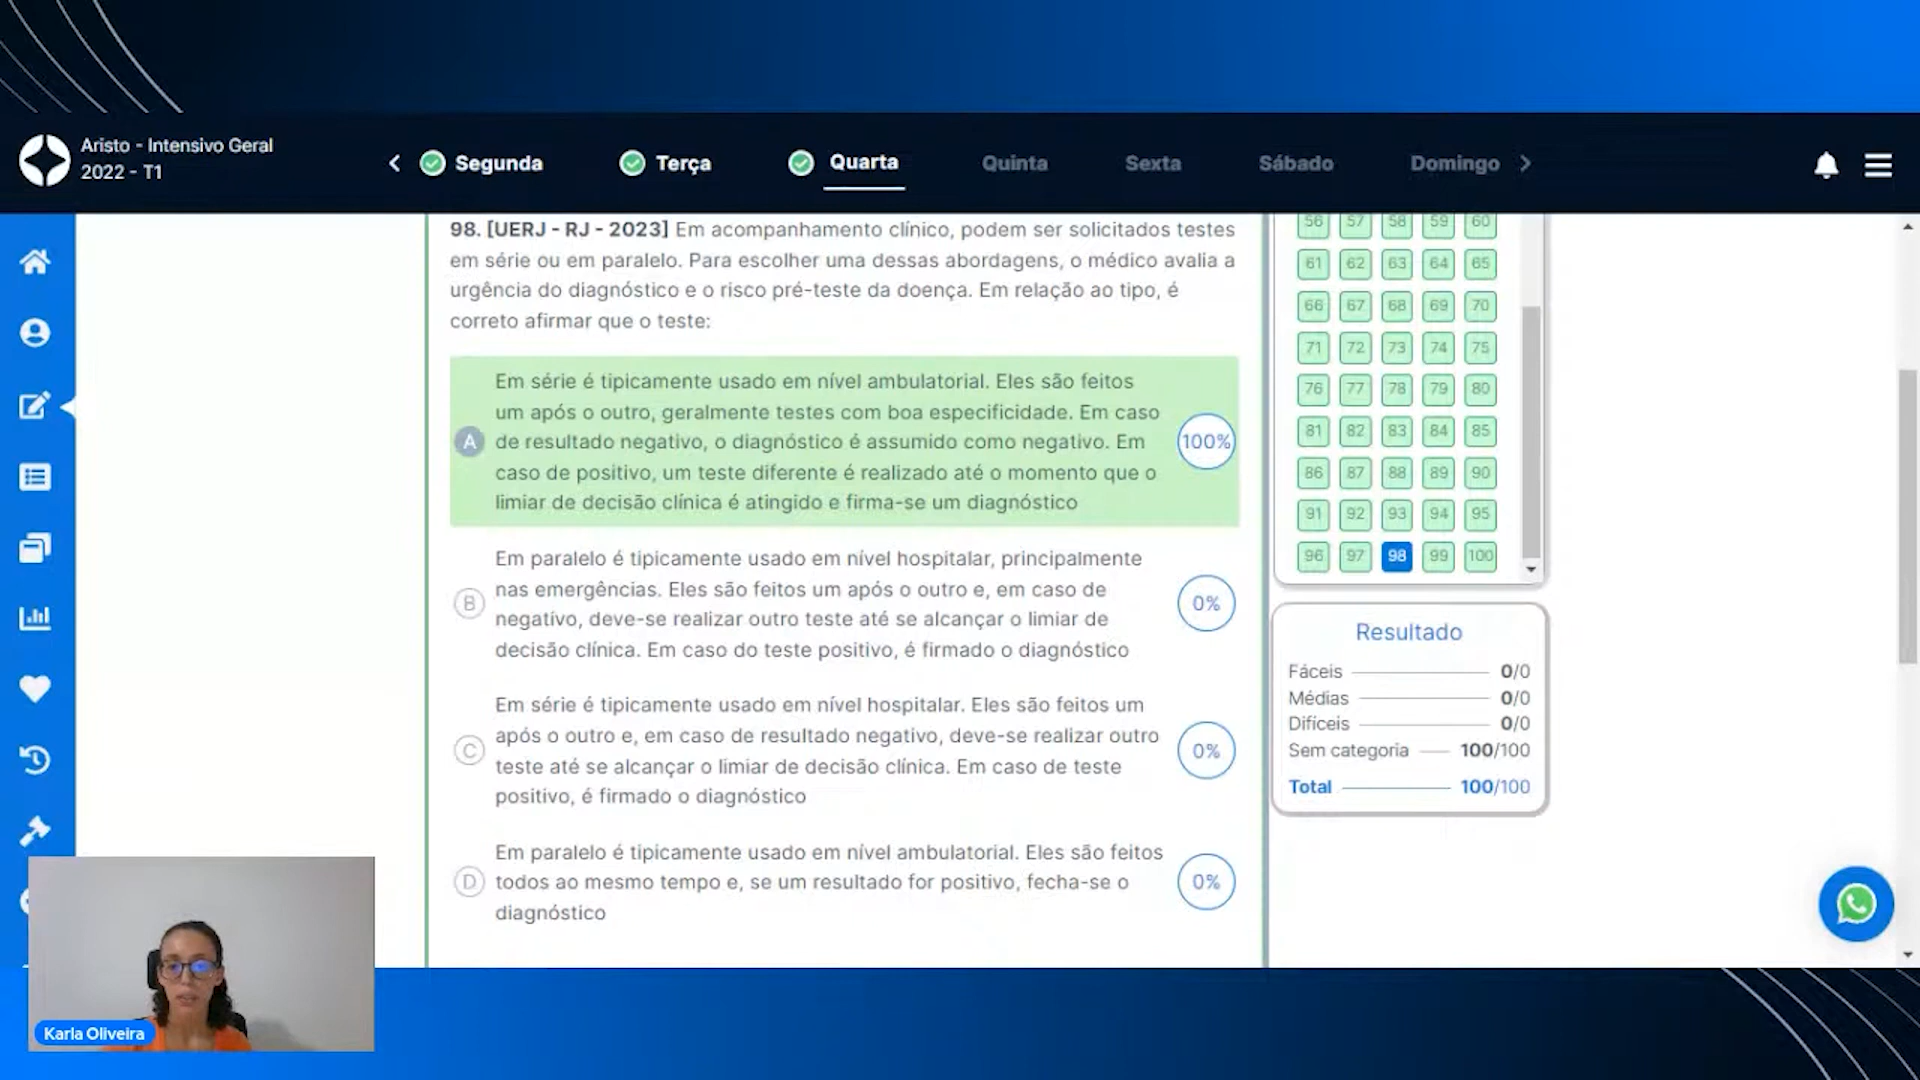 Aristo - Intensivo Geral
2022 - T1
Segunda
Terça
Quarta
Quinta
Sexta
Sábado
Domingo
98. [UERJ - RJ - 2023] Em acompanhamento clínico, podem ser solicitados testes
em série ou em paralelo. Para escolher uma dessas abordagens, o médico avalia a
urgência do diagnóstico e o risco pré-teste da doença. Em relação ao tipo, é
correto afirmar que o teste:
A
Em série é tipicamente usado em nível ambulatorial. Eles são feitos
um após o outro, geralmente testes com boa especificidade. Em caso
de resultado negativo, o diagnóstico é assumido como negativo. Em
caso de positivo, um teste diferente é realizado até o momento que o
limiar de decisão clínica é atingido e firma-se um diagnóstico
100%
B
Em paralelo é tipicamente usado em nível hospitalar, principalmente
nas emergências. Eles são feitos um após o outro e, em caso de
negativo, deve-se realizar outro teste até se alcançar o limiar de
decisão clínica. Em caso do teste positivo, é firmado o diagnóstico
0%
C
Em série é tipicamente usado em nível hospitalar. Eles são feitos um
após o outro e, em caso de resultado negativo, deve-se realizar outro
teste até se alcançar o limiar de decisão clínica. Em caso de teste
positivo, é firmado o diagnóstico
0%
D
Em paralelo é tipicamente usado em nível ambulatorial. Eles são feitos
todos ao mesmo tempo e, se um resultado for positivo, fecha-se o
diagnóstico
0%
56 57 58 59 60
61 62 63 64 65
66 67 68 69 70
71 72 73 74 75
76 77 78 79 80
81 82 83 84 85
86 87 88 89 90
91 92 93 94 95
96 97 98 99 100
Resultado
Fáceis 0/0
Médias 0/0
Difíceis 0/0
Sem categoria 100/100
Total 100/100
Karla Oliveira